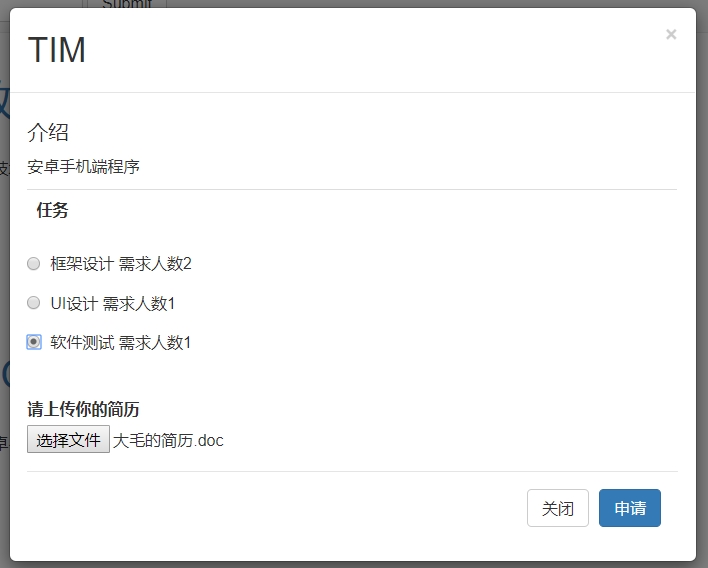 Submit
TIM
×
介绍
安卓手机端程序
任务
框架设计 需求人数2
UI设计 需求人数1
软件测试 需求人数1
请上传你的简历
选择文件 大毛的简历.doc
关闭 申请